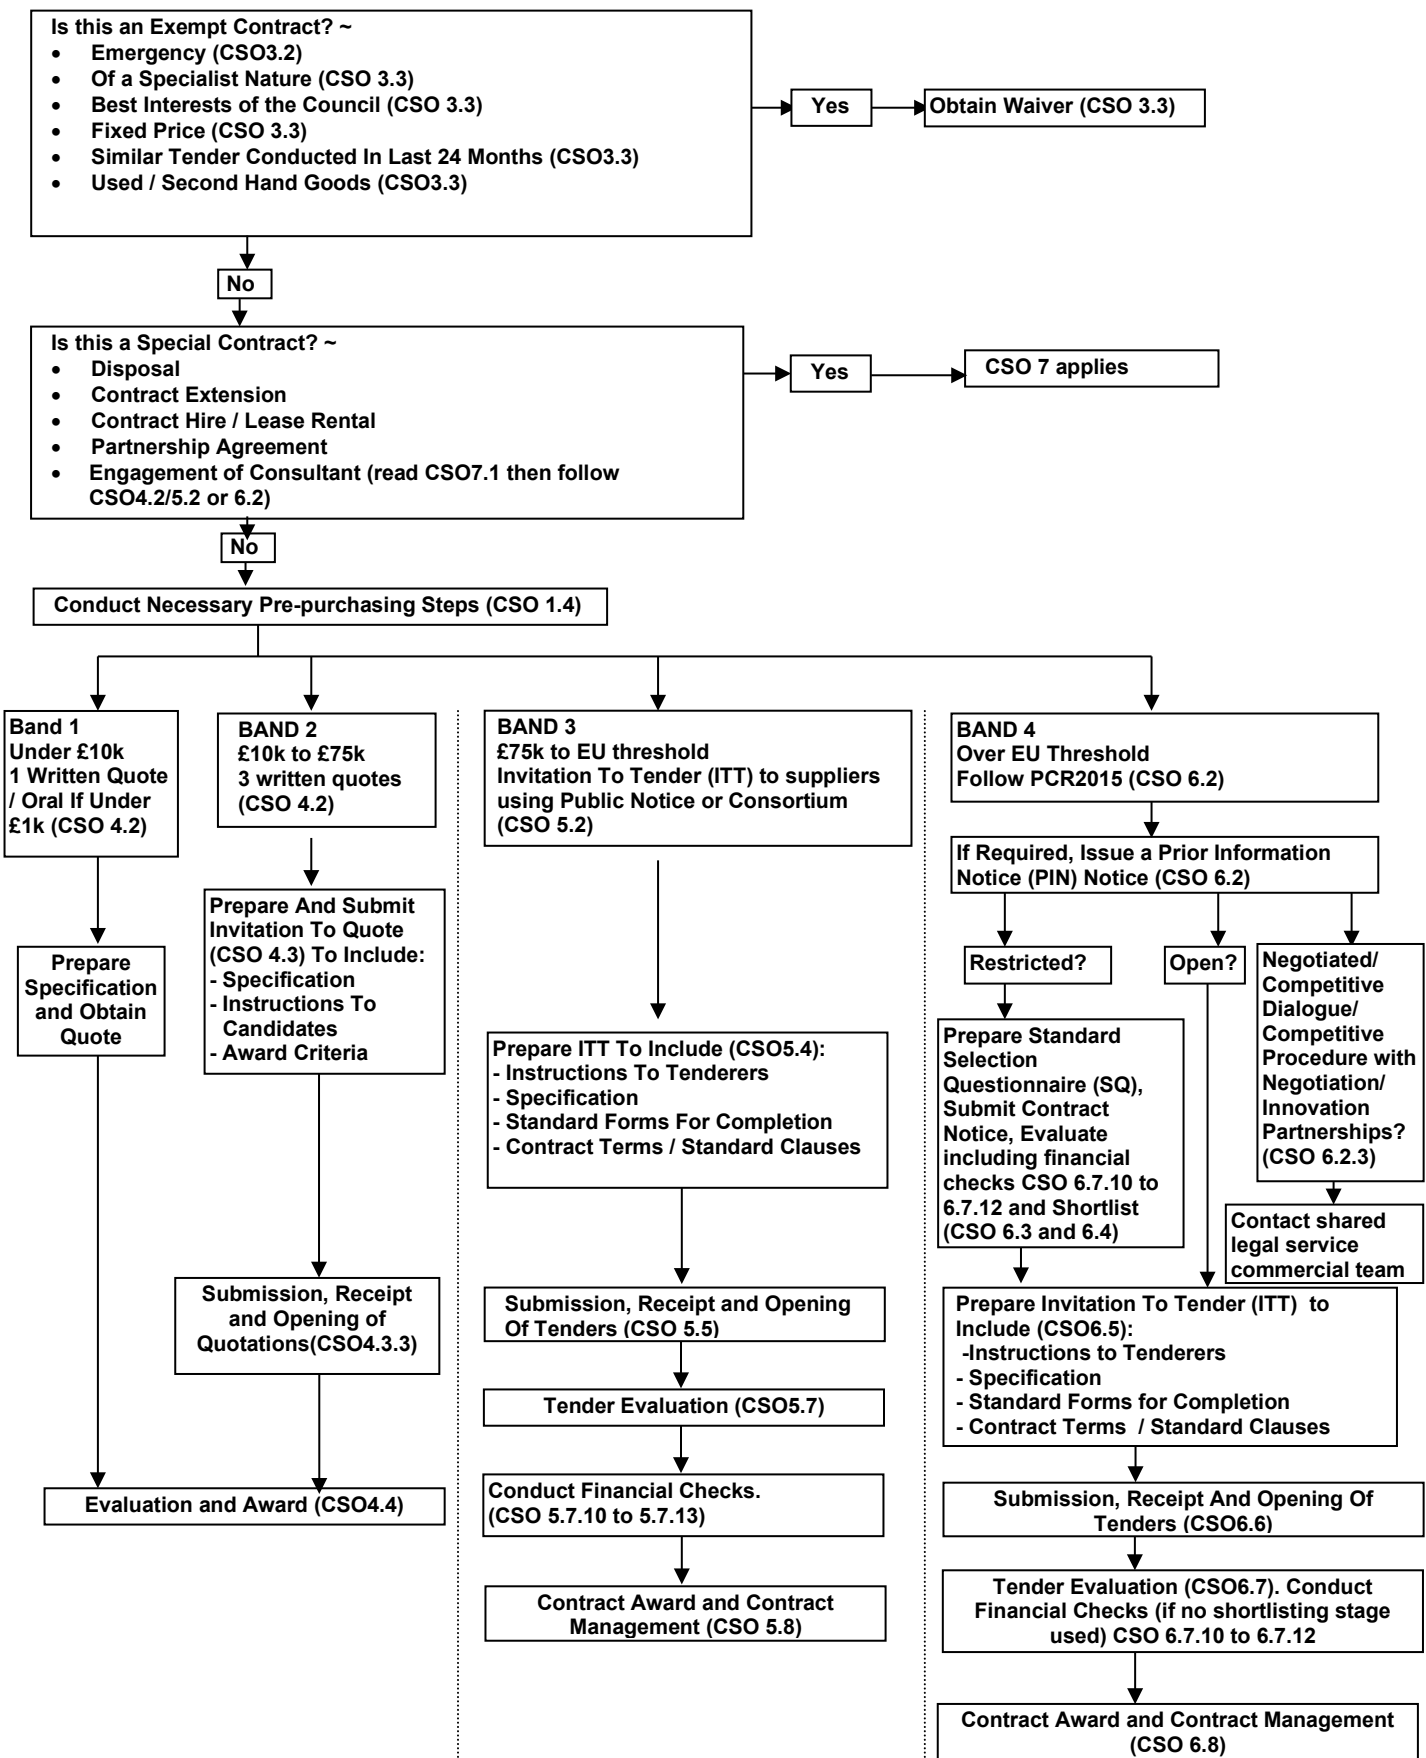 Is this an Exempt Contract? ~
• Emergency (CSO3.2)
• Of a Specialist Nature (CSO 3.3)
• Best Interests of the Council (CSO 3.3)
• Fixed Price (CSO 3.3)
• Similar Tender Conducted In Last 24 Months (CSO3.3)
• Used / Second Hand Goods (CSO3.3)
Yes
Obtain Waiver (CSO 3.3)
No
Is this a Special Contract? ~
• Disposal
• Contract Extension
• Contract Hire / Lease Rental
• Partnership Agreement
• Engagement of Consultant (read CSO7.1 then follow
CSO4.2/5.2 or 6.2)
Yes
CSO 7 applies
No
Conduct Necessary Pre-purchasing Steps (CSO 1.4)
Band 1
Under £10k
1 Written Quote
/ Oral If Under
£1k (CSO 4.2)
Prepare
Specification
and Obtain
Quote
BAND 2
£10k to £75k
3 written quotes
(CSO 4.2)
Prepare And Submit
Invitation To Quote
(CSO 4.3) To Include:
- Specification
- Instructions To
Candidates
- Award Criteria
Submission, Receipt
and Opening of
Quotations(CSO4.3.3)
Evaluation and Award (CSO4.4)
BAND 3
£75k to EU threshold
Invitation To Tender (ITT) to suppliers
using Public Notice or Consortium
(CSO 5.2)
Prepare ITT To Include (CSO5.4):
- Instructions To Tenderers
- Specification
- Standard Forms For Completion
- Contract Terms / Standard Clauses
Submission, Receipt and Opening
Of Tenders (CSO 5.5)
Tender Evaluation (CSO5.7)
Conduct Financial Checks.
(CSO 5.7.10 to 5.7.13)
Contract Award and Contract
Management (CSO 5.8)
BAND 4
Over EU Threshold
Follow PCR2015 (CSO 6.2)
If Required, Issue a Prior Information
Notice (PIN) Notice (CSO 6.2)
Restricted?
Open?
Negotiated/
Competitive
Dialogue/
Competitive
Procedure with
Negotiation/
Innovation
Partnerships?
(CSO 6.2.3)
Prepare Standard
Selection
Questionnaire (SQ),
Submit Contract
Notice, Evaluate
including financial
checks CSO 6.7.10 to
6.7.12 and Shortlist
(CSO 6.3 and 6.4)
Contact shared
legal service
commercial team
Prepare Invitation To Tender (ITT) to
Include (CSO6.5):
-Instructions to Tenderers
- Specification
- Standard Forms for Completion
- Contract Terms / Standard Clauses
Submission, Receipt And Opening Of
Tenders (CSO6.6)
Tender Evaluation (CSO6.7). Conduct
Financial Checks (if no shortlisting stage
used) CSO 6.7.10 to 6.7.12
Contract Award and Contract Management
(CSO 6.8)